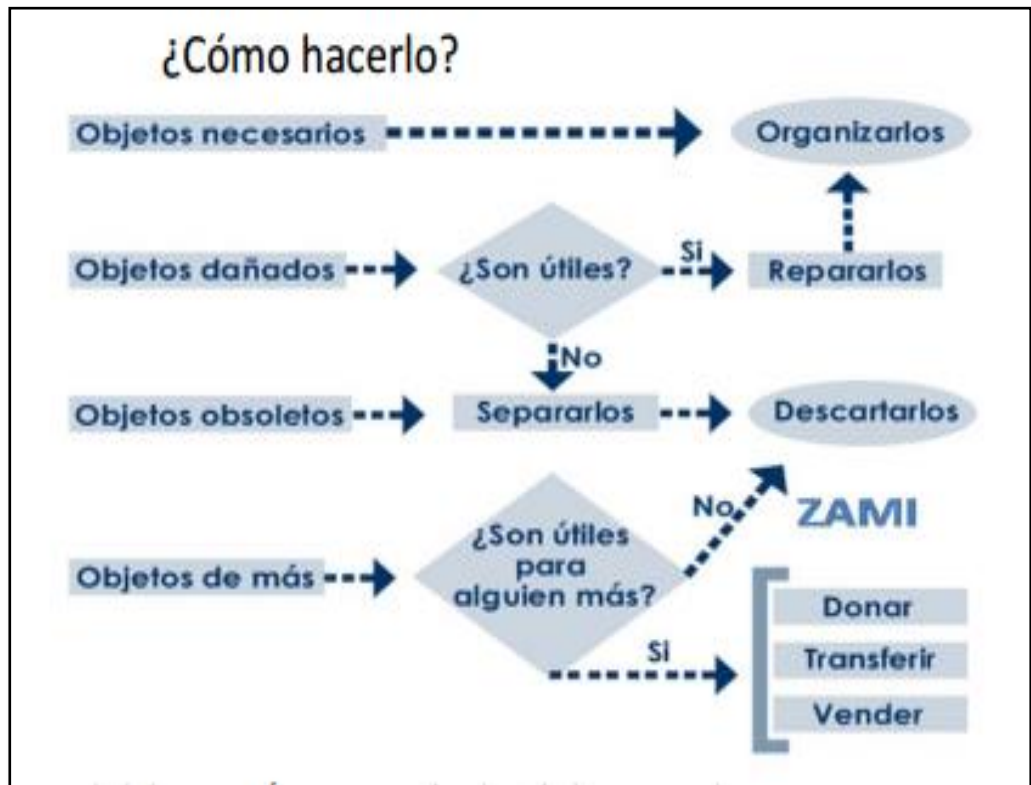 ¿Cómo hacerlo?
Objetos necesarios
Organizarlos
Objetos dañados
¿Son útiles?
Si
Repararlos
No
Objetos obsoletos
Separarlos
Descartarlos
Objetos de más
¿Son útiles
para
alguien más?
No
ZAMI
Si
Donar
Transferir
Vender